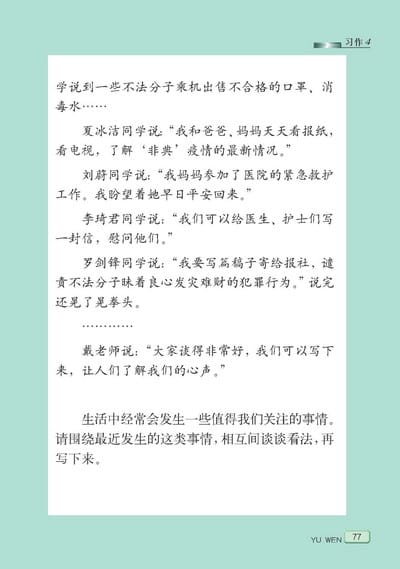 习作 4
学说到一些不法分子乘机出售不合格的口罩、消
毒水……
夏冰洁同学说:“我和爸爸、妈妈天天看报纸,
看电视,了解‘非典’疫情的最新情况。”
刘蔚同学说:“我妈妈参加了医院的紧急救护
工作。我盼望着她早日平安回来。”
李琦君同学说:“我们可以给医生、护士们写
一封信,慰问他们。”
罗剑锋同学说:“我要写篇稿子寄给报社,谴
责不法分子昧着良心发灾难财的犯罪行为。”说完
还晃了晃拳头。
…………
戴老师说:“大家谈得非常好,我们可以写下
来,让人们了解我们的心声。”
生活中经常会发生一些值得我们关注的事情。
请围绕最近发生的这类事情,相互间谈谈看法,再
写下来。
YU WEN 77